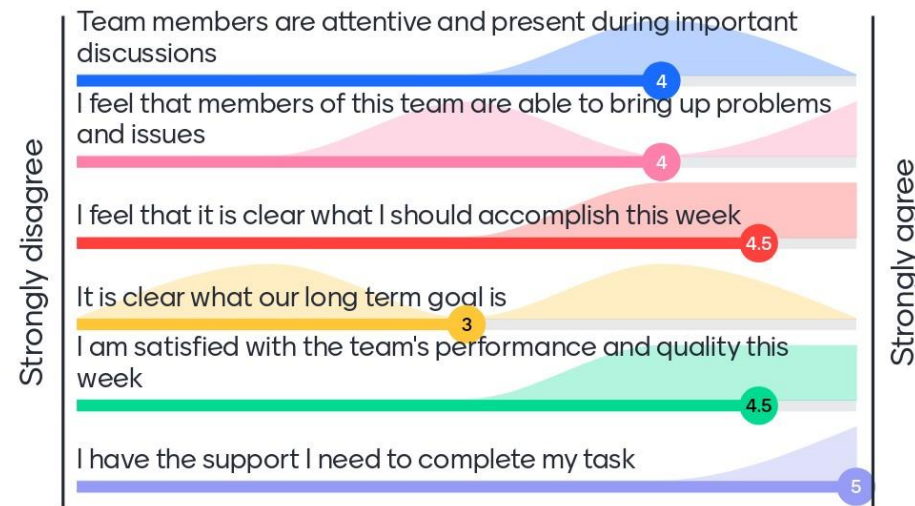 Team members are attentive and present during important
discussions
4
I feel that members of this team are able to bring up problems
and issues
4
I feel that it is clear what I should accomplish this week
4.5
It is clear what our long term goal is
3
I am satisfied with the team's performance and quality this
week
4.5
I have the support I need to complete my task
5
Strongly disagree
Strongly agree